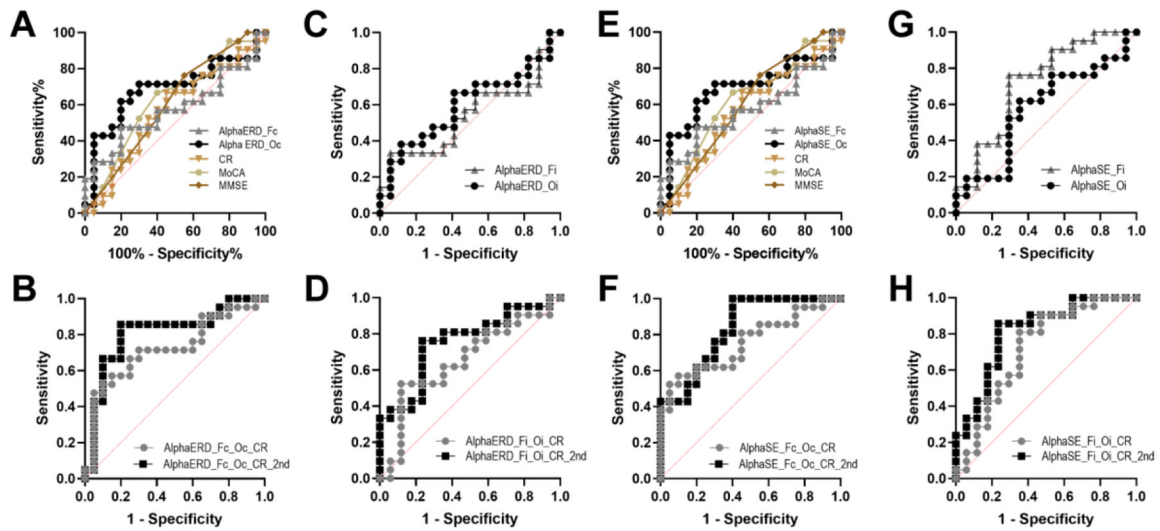 A
Sensitivity%
100
80
60
40
20
0
0 20 40 60 80 100
100% - Specificity%
AlphaERD_Fc
Alpha ERD_Oc
CR
MoCA
MMSE
C
Sensitivity
1.0
0.8
0.6
0.4
0.2
0.0
0.0 0.2 0.4 0.6 0.8 1.0
1 - Specificity
AlphaERD_Fi
AlphaERD_Oi
E
Sensitivity%
100
80
60
40
20
0
0 20 40 60 80 100
100% - Specificity%
AlphaSE_Fc
AlphaSE_Oc
CR
MoCA
MMSE
G
Sensitivity
1.0
0.8
0.6
0.4
0.2
0.0
0.0 0.2 0.4 0.6 0.8 1.0
1 - Specificity
AlphaSE_Fi
AlphaSE_Oi
B
Sensitivity
1.0
0.8
0.6
0.4
0.2
0.0
0.0 0.2 0.4 0.6 0.8 1.0
1 - Specificity
AlphaERD_Fc_Oc_CR
AlphaERD_Fc_Oc_CR_2nd
D
Sensitivity
1.0
0.8
0.6
0.4
0.2
0.0
0.0 0.2 0.4 0.6 0.8 1.0
1 - Specificity
AlphaERD_Fi_Oi_CR
AlphaERD_Fi_Oi_CR_2nd
F
Sensitivity
1.0
0.8
0.6
0.4
0.2
0.0
0.0 0.2 0.4 0.6 0.8 1.0
1 - Specificity
AlphaSE_Fc_Oc_CR
AlphaSE_Fc_Oc_CR_2nd
H
Sensitivity
1.0
0.8
0.6
0.4
0.2
0.0
0.0 0.2 0.4 0.6 0.8 1.0
1 - Specificity
AlphaSE_Fi_Oi_CR
AlphaSE_Fi_Oi_CR_2nd